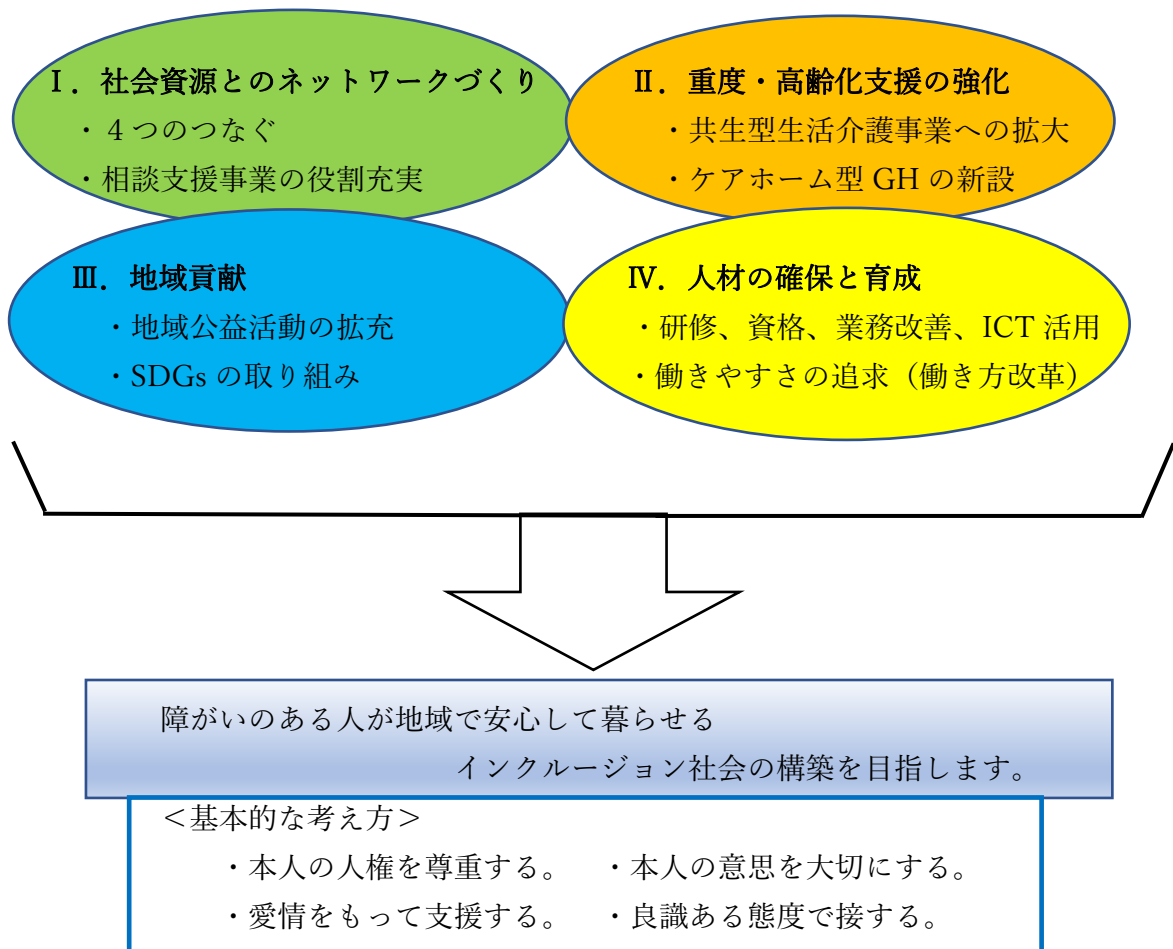 Ⅰ．社会資源とのネットワークづくり
・４つのつなぐ
・相談支援事業の役割充実
Ⅱ．重度・高齢化支援の強化
・共生型生活介護事業への拡大
・ケアホーム型 GH の新設
Ⅲ．地域貢献
・地域公益活動の拡充
・SDGs の取り組み
Ⅳ．人材の確保と育成
・研修、資格、業務改善、ICT 活用
・働きやすさの追求（働き方改革）
障がいのある人が地域で安心して暮らせる
インクルージョン社会の構築を目指します。
＜基本的な考え方＞
・本人の人権を尊重する。　・本人の意思を大切にする。
・愛情をもって支援する。　・良識ある態度で接する。